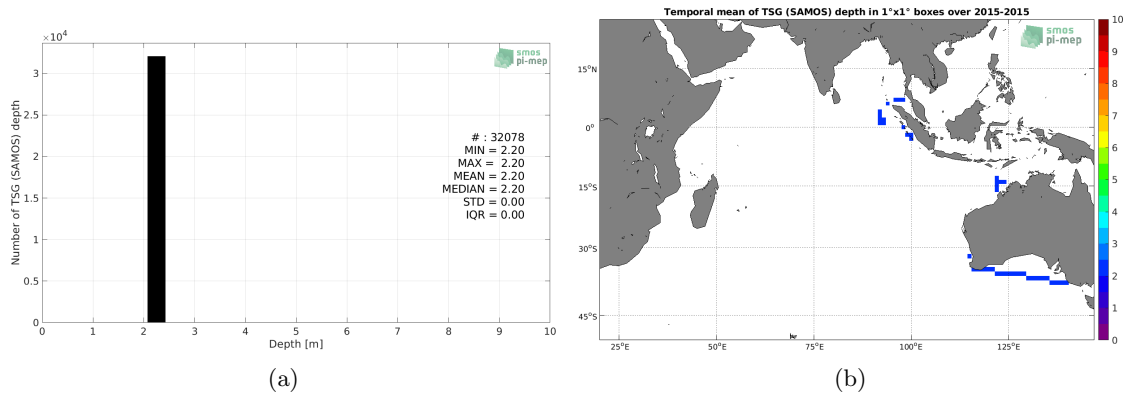 ×10⁴
3
2.5
2
1.5
1
0.5
0
Number of TSG (SAMOS) depth
0 1 2 3 4 5 6 7 8 9 10
Depth [m]
smos
pi-mep
# : 32078
MIN = 2.20
MAX = 2.20
MEAN = 2.20
MEDIAN = 2.20
STD = 0.00
IQR = 0.00
(a)
Temporal mean of TSG (SAMOS) depth in 1°x1° boxes over 2015-2015
smos
pi-mep
15°N
0°
15°S
30°S
45°S
25°E 50°E 75°E 100°E 125°E
10
9
8
7
6
5
4
3
2
1
0
(b)